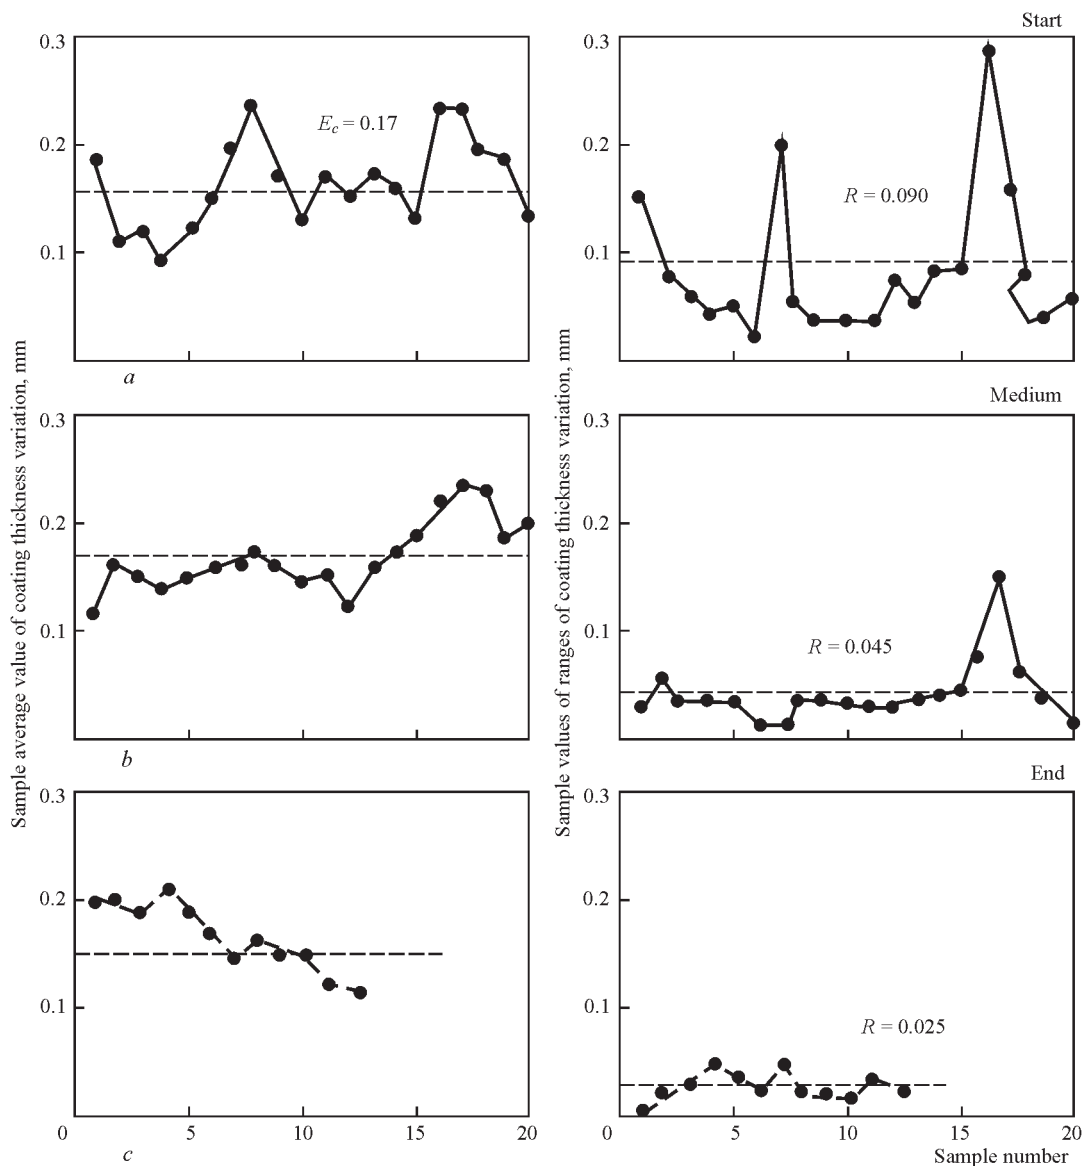 Start
0.3
0.2
0.1
E_c = 0.17
a
0.3
0.2
0.1
R = 0.090
Medium
0.3
0.2
0.1
b
0.3
0.2
0.1
R = 0.045
End
0.3
0.2
0.1
0
5
10
15
20
c
0.3
0.2
0.1
R = 0.025
0
5
10
15
20
Sample number
Sample average value of coating thickness variation, mm
Sample values of ranges of coating thickness variation, mm